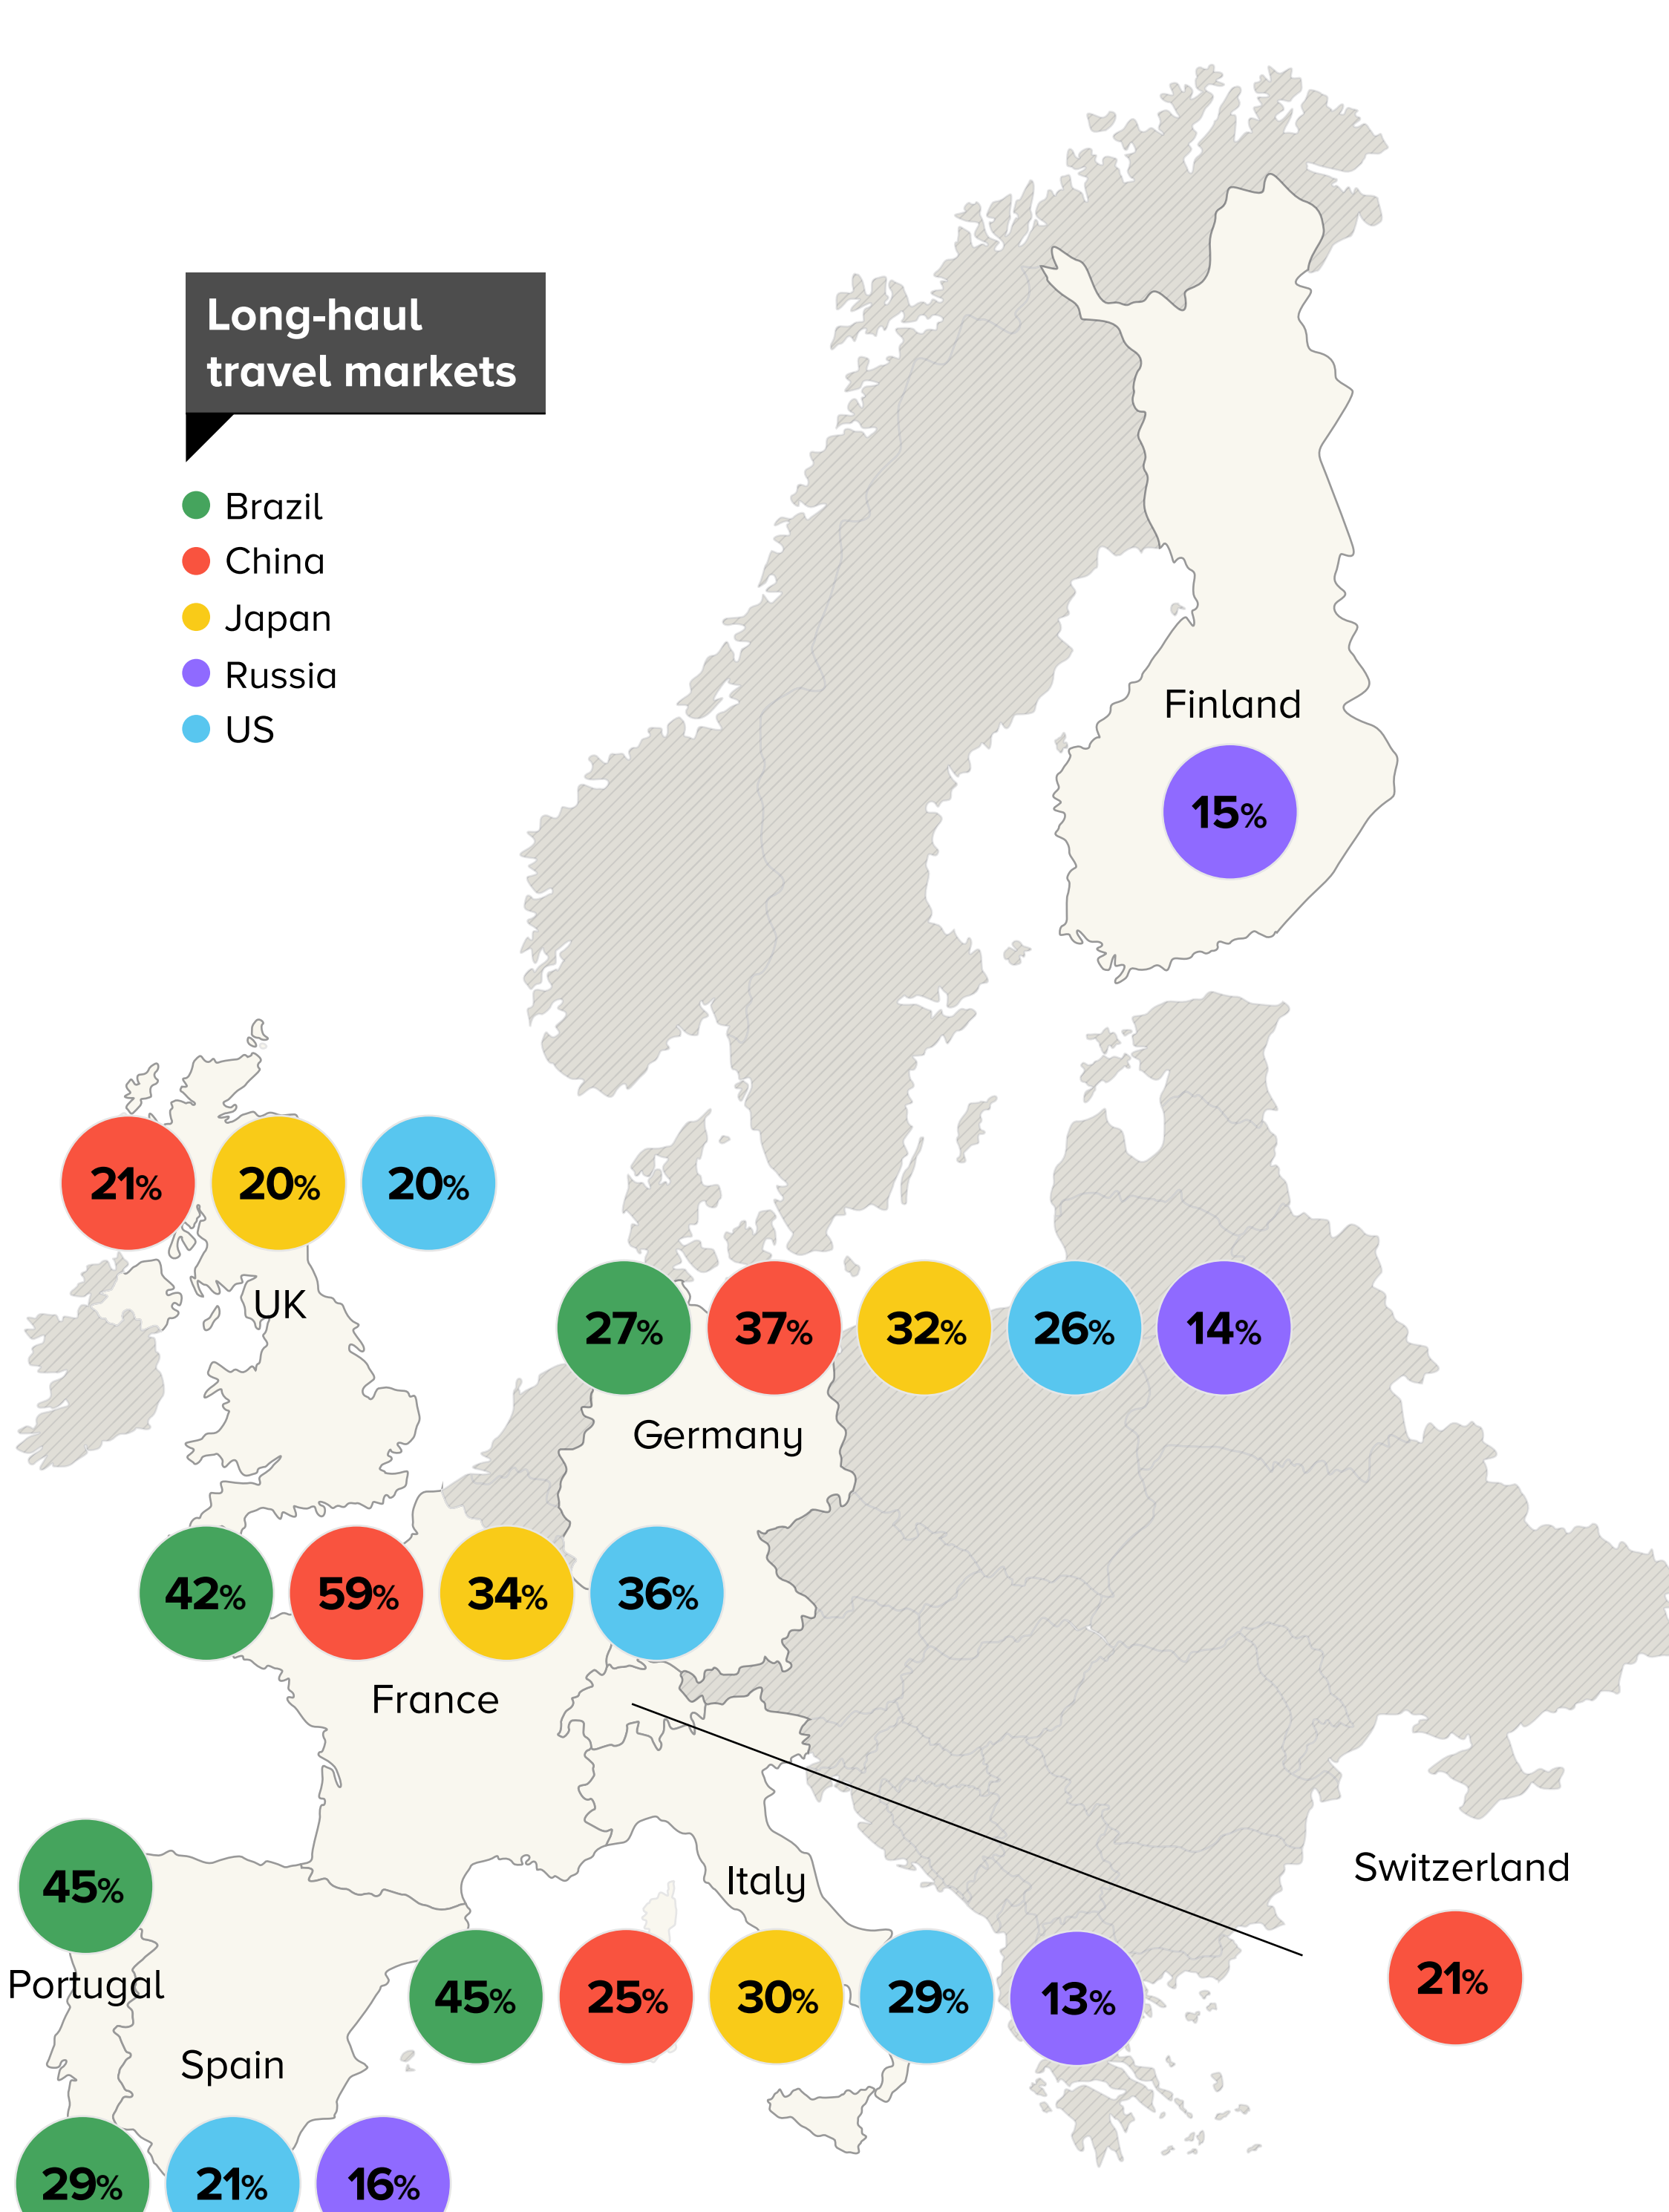 Long-haul
travel markets
Brazil
China
Japan
Russia
US
Finland
15%
21% 20% 20%
UK
27% 37% 32% 26% 14%
Germany
42% 59% 34% 36%
France
Switzerland
21%
Italy
45% 25% 30% 29% 13%
45%
Portugal
Spain
29% 21% 16%